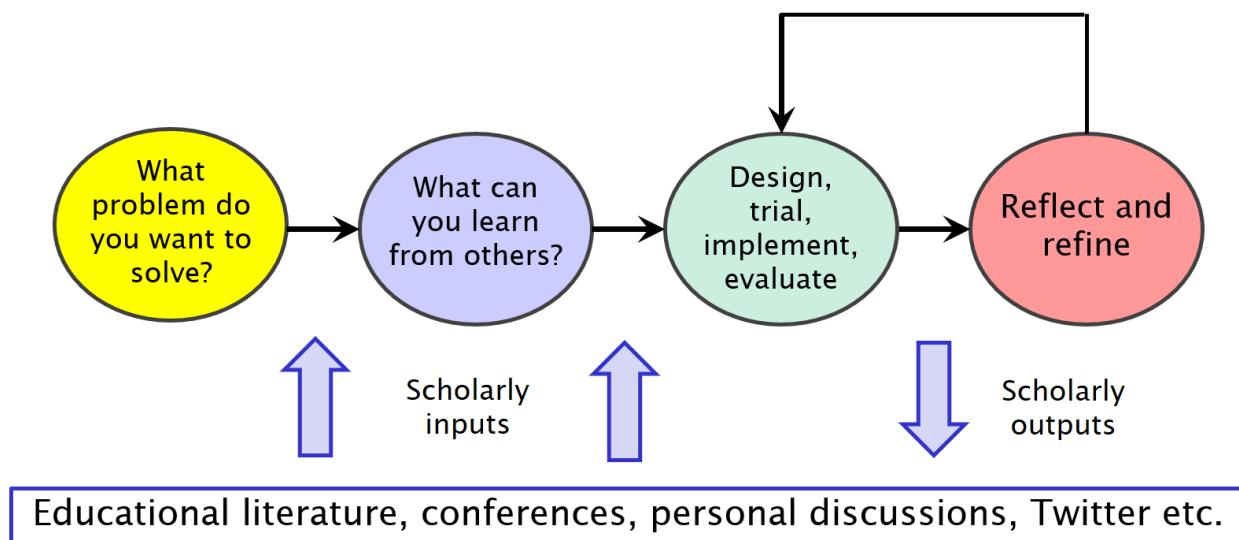 What
problem do
you want to
solve?
What can
you learn
from others?
Design,
trial,
implement,
evaluate
Reflect and
refine
Scholarly
inputs
Scholarly
outputs
Educational literature, conferences, personal discussions, Twitter etc.